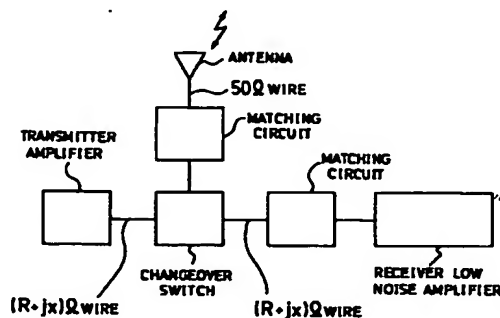 ANTENNA
50Ω WIRE
MATCHING
CIRCUIT
TRANSMITTER
AMPLIFIER
MATCHING
CIRCUIT
CHANGEOVER
SWITCH
RECEIVER LOW
NOISE AMPLIFIER
(R+jx)Ω WIRE
(R+jx)Ω WIRE